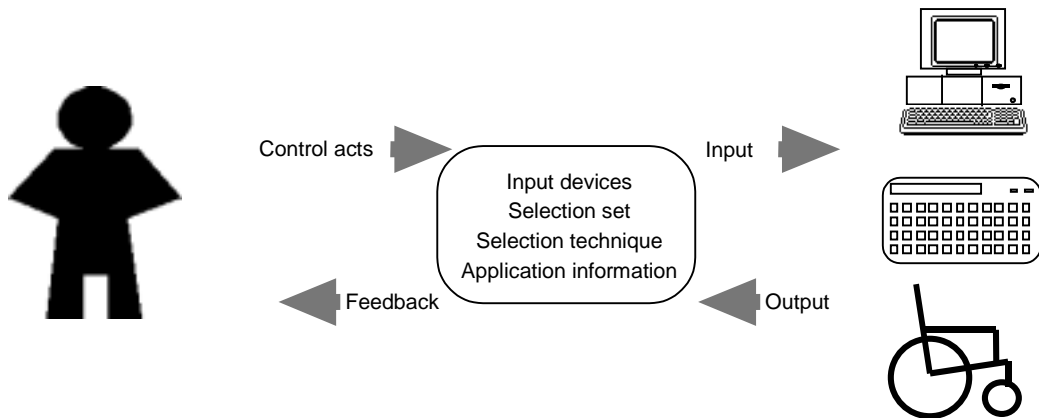 Control acts
Input
Input devices
Selection set
Selection technique
Application information
Feedback
Output